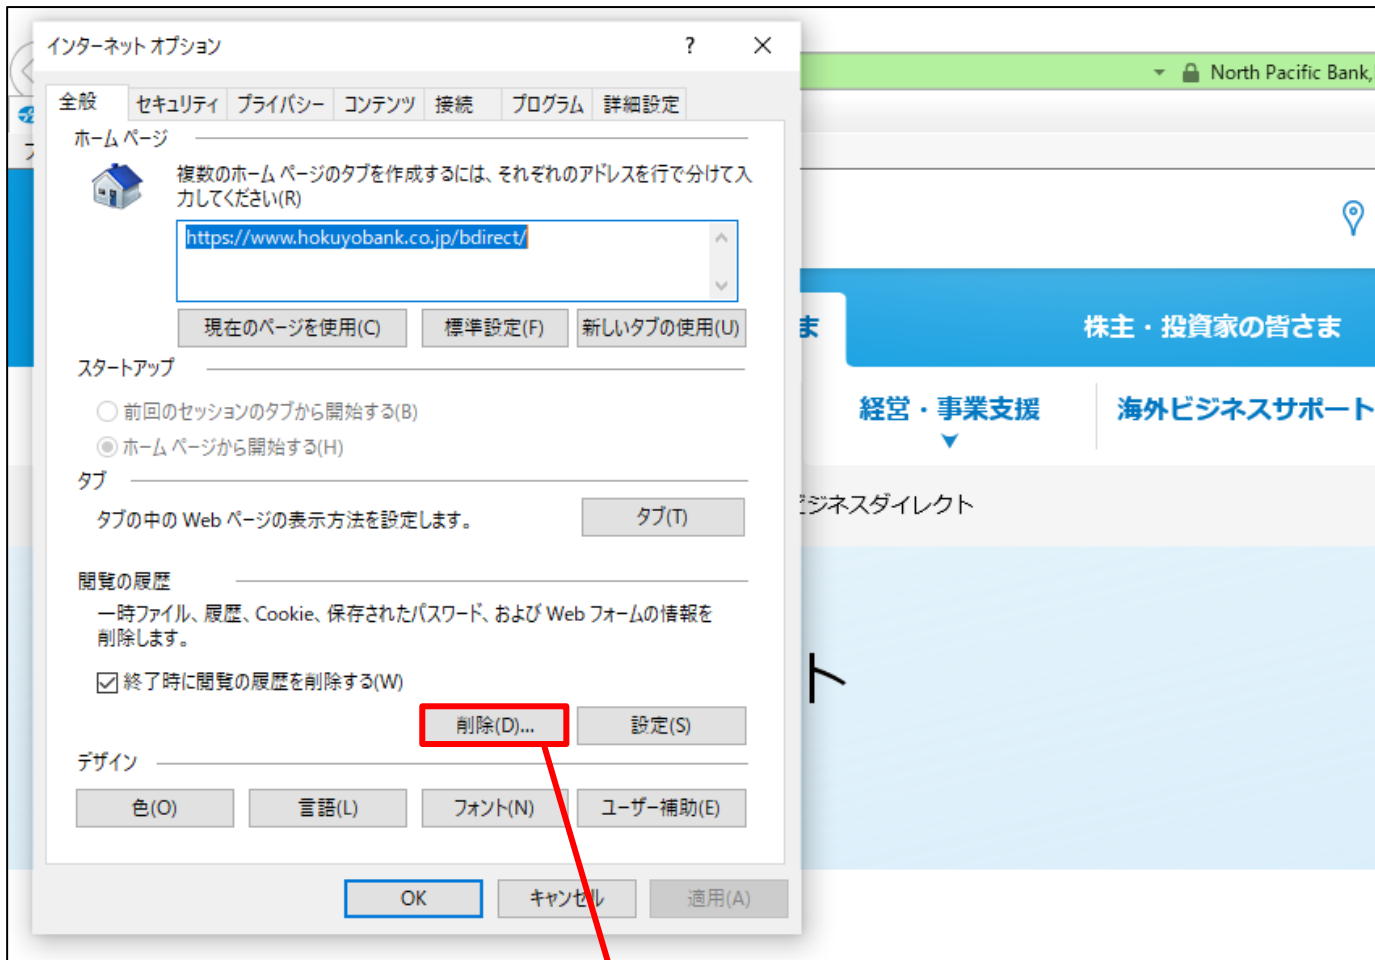 インターネット オプション
?
North Pacific Bank,
全般
セキュリティ
プライバシー
コンテンツ
接続
プログラム
詳細設定
ホーム ページ
複数のホーム ページのタブを作成するには、それぞれのアドレスを行で分けて入
力してください(R)
https://www.hokuyobank.co.jp/bdirect/
現在のページを使用(C)
標準設定(F)
新しいタブの使用(U)
ま
株主・投資家の皆さま
スタートアップ
前回のセッションのタブから開始する(B)
ホーム ページから開始する(H)
経営・事業支援
海外ビジネスサポート
タブ
タブの中の Web ページの表示方法を設定します。
タブ(T)
ビジネスダイレクト
閲覧の履歴
一時ファイル、履歴、Cookie、保存されたパスワード、および Web フォームの情報を
削除します。
終了時に閲覧の履歴を削除する(W)
ト
削除(D)...
設定(S)
デザイン
色(O)
言語(L)
フォント(N)
ユーザー補助(E)
OK
キャンセル
適用(A)